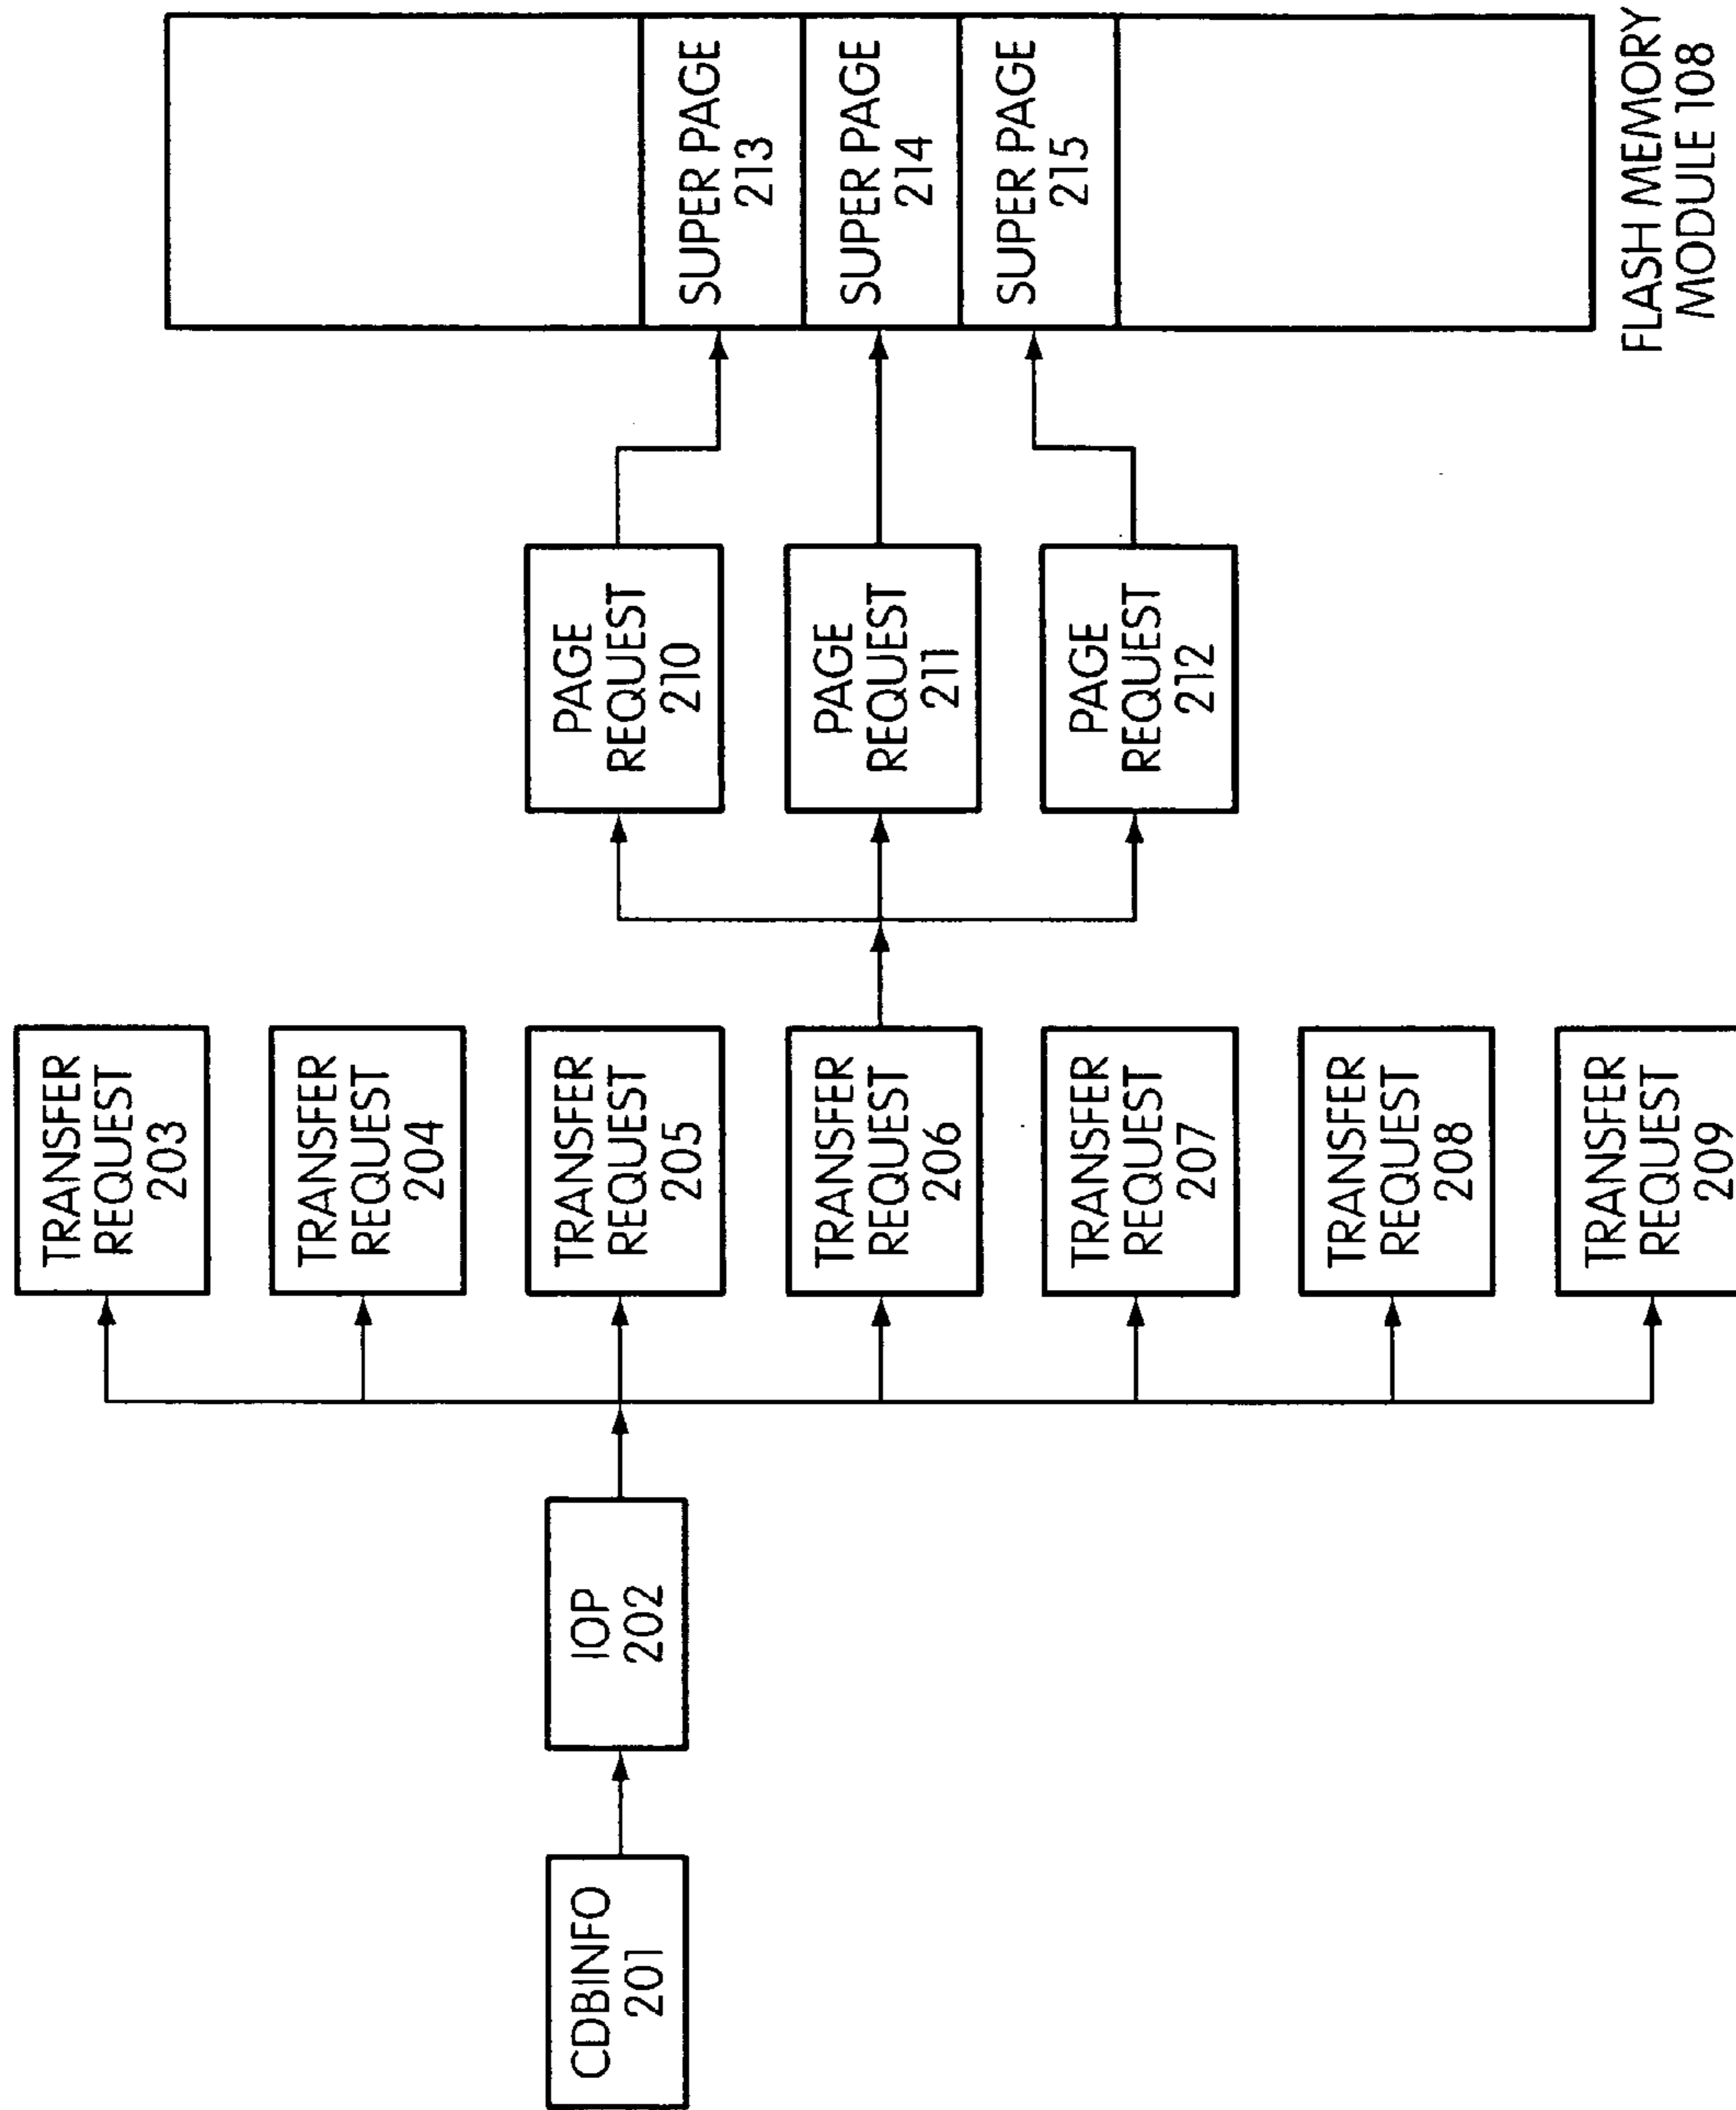 CDBINFO
201
IOP
202
TRANSFER
REQUEST
203
TRANSFER
REQUEST
204
TRANSFER
REQUEST
205
TRANSFER
REQUEST
206
TRANSFER
REQUEST
207
TRANSFER
REQUEST
208
TRANSFER
REQUEST
209
PAGE
REQUEST
210
PAGE
REQUEST
211
PAGE
REQUEST
212
SUPER PAGE
213
SUPER PAGE
214
SUPER PAGE
215
FLASH MEMORY
MODULE 108